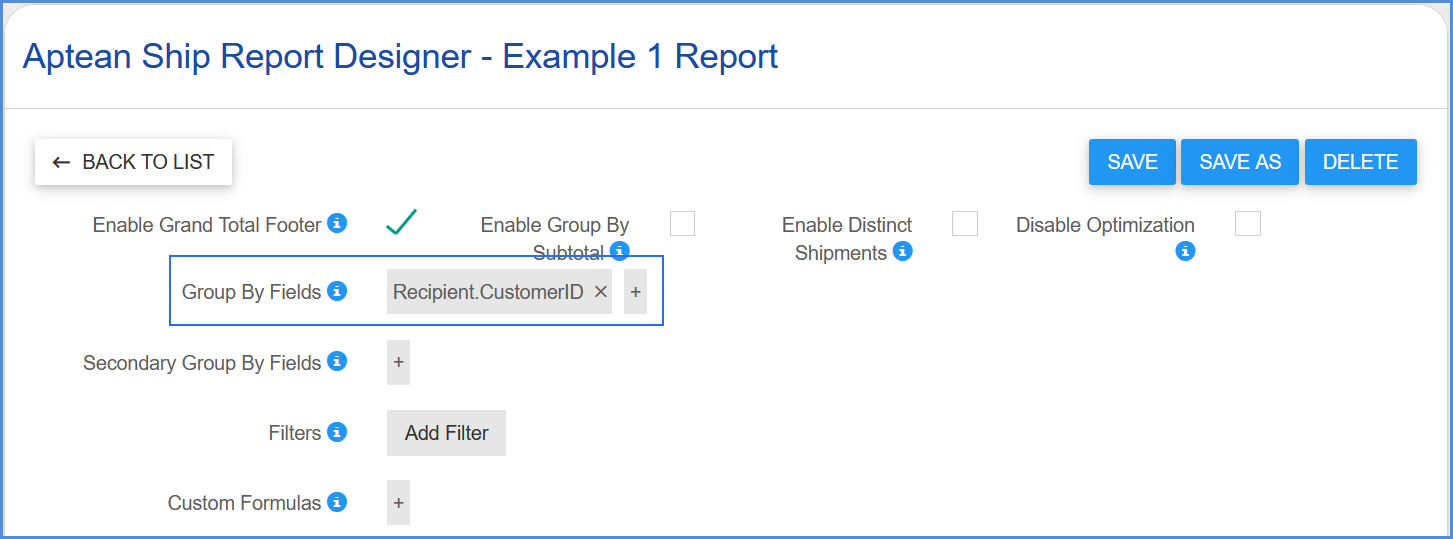 Aptean Ship Report Designer - Example 1 Report
← BACK TO LIST
SAVE
SAVE AS
DELETE
Enable Grand Total Footer
Enable Group By
Subtotal
Enable Distinct
Shipments
Disable Optimization
Group By Fields
Recipient.CustomerID ×
+
Secondary Group By Fields
+
Filters
Add Filter
Custom Formulas
+